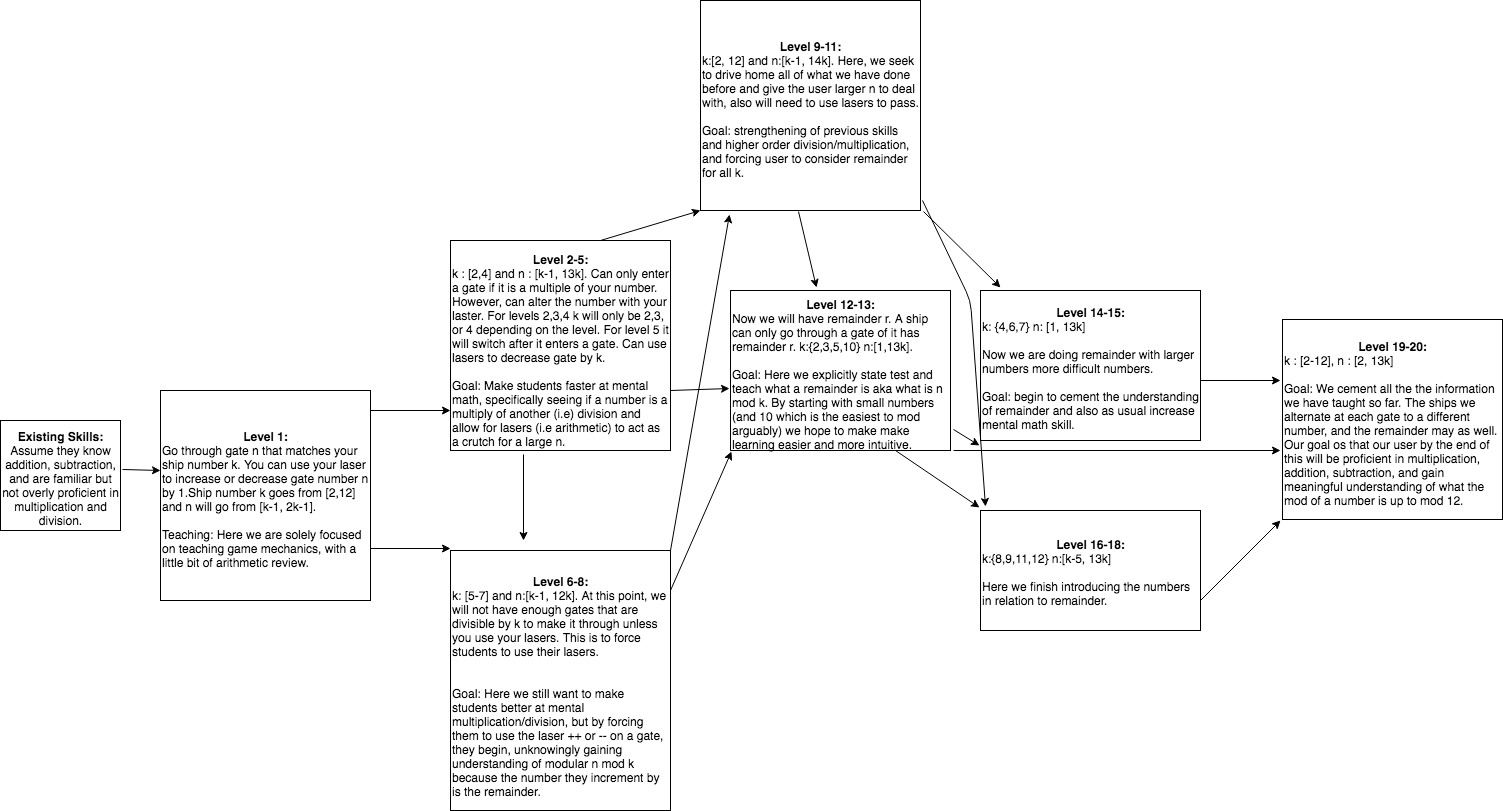 Existing Skills:
Assume they know
addition, subtraction,
and are familiar but
not overly proficient in
multiplication and
division.
Level 1:
Go through gate n that matches your
ship number k. You can use your laser
to increase or decrease gate number n
by 1.Ship number k goes from [2,12]
and n will go from [k-1, 2k-1].
Teaching: Here we are solely focused
on teaching game mechanics, with a
little bit of arithmetic review.
Level 2-5:
k : [2,4] and n : [k-1, 13k]. Can only enter
a gate if it is a multiple of your number.
However, can alter the number with your
laster. For levels 2,3,4 k will only be 2,3,
or 4 depending on the level. For level 5 it
will switch after it enters a gate. Can use
lasers to decrease gate by k.
Goal: Make students faster at mental
math, specifically seeing if a number is a
multiply of another (i.e) division and
allow for lasers (i.e arithmetic) to act as
a crutch for a large n.
Level 6-8:
k: [5-7] and n:[k-1, 12k]. At this point, we
will not have enough gates that are
divisible by k to make it through unless
you use your lasers. This is to force
students to use their lasers.
Goal: Here we still want to make
students better at mental
multiplication/division, but by forcing
them to use the laser ++ or -- on a gate,
they begin, unknowingly gaining
understanding of modular n mod k
because the number they increment by
is the remainder.
Level 9-11:
k:[2, 12] and n:[k-1, 14k]. Here, we seek
to drive home all of what we have done
before and give the user larger n to deal
with, also will need to use lasers to pass.
Goal: strengthening of previous skills
and higher order division/multiplication,
and forcing user to consider remainder
for all k.
Level 12-13:
Now we will have remainder r. A ship
can only go through a gate of it has
remainder r. k:{2,3,5,10} n:[1,13k].
Goal: Here we explicitly state test and
teach what a remainder is aka what is n
mod k. By starting with small numbers
(and 10 which is the easiest to mod
arguably) we hope to make make
learning easier and more intuitive.
Level 14-15:
k: {4,6,7} n: [1, 13k]
Now we are doing remainder with larger
numbers more difficult numbers.
Goal: begin to cement the understanding
of remainder and also as usual increase
mental math skill.
Level 16-18:
k:{8,9,11,12} n:[k-5, 13k]
Here we finish introducing the numbers
in relation to remainder.
Level 19-20:
k : [2-12], n : [2, 13k]
Goal: We cement all the the information
we have taught so far. The ships we
alternate at each gate to a different
number, and the remainder may as well.
Our goal os that our user by the end of
this will be proficient in multiplication,
addition, subtraction, and gain
meaningful understanding of what the
mod of a number is up to mod 12.